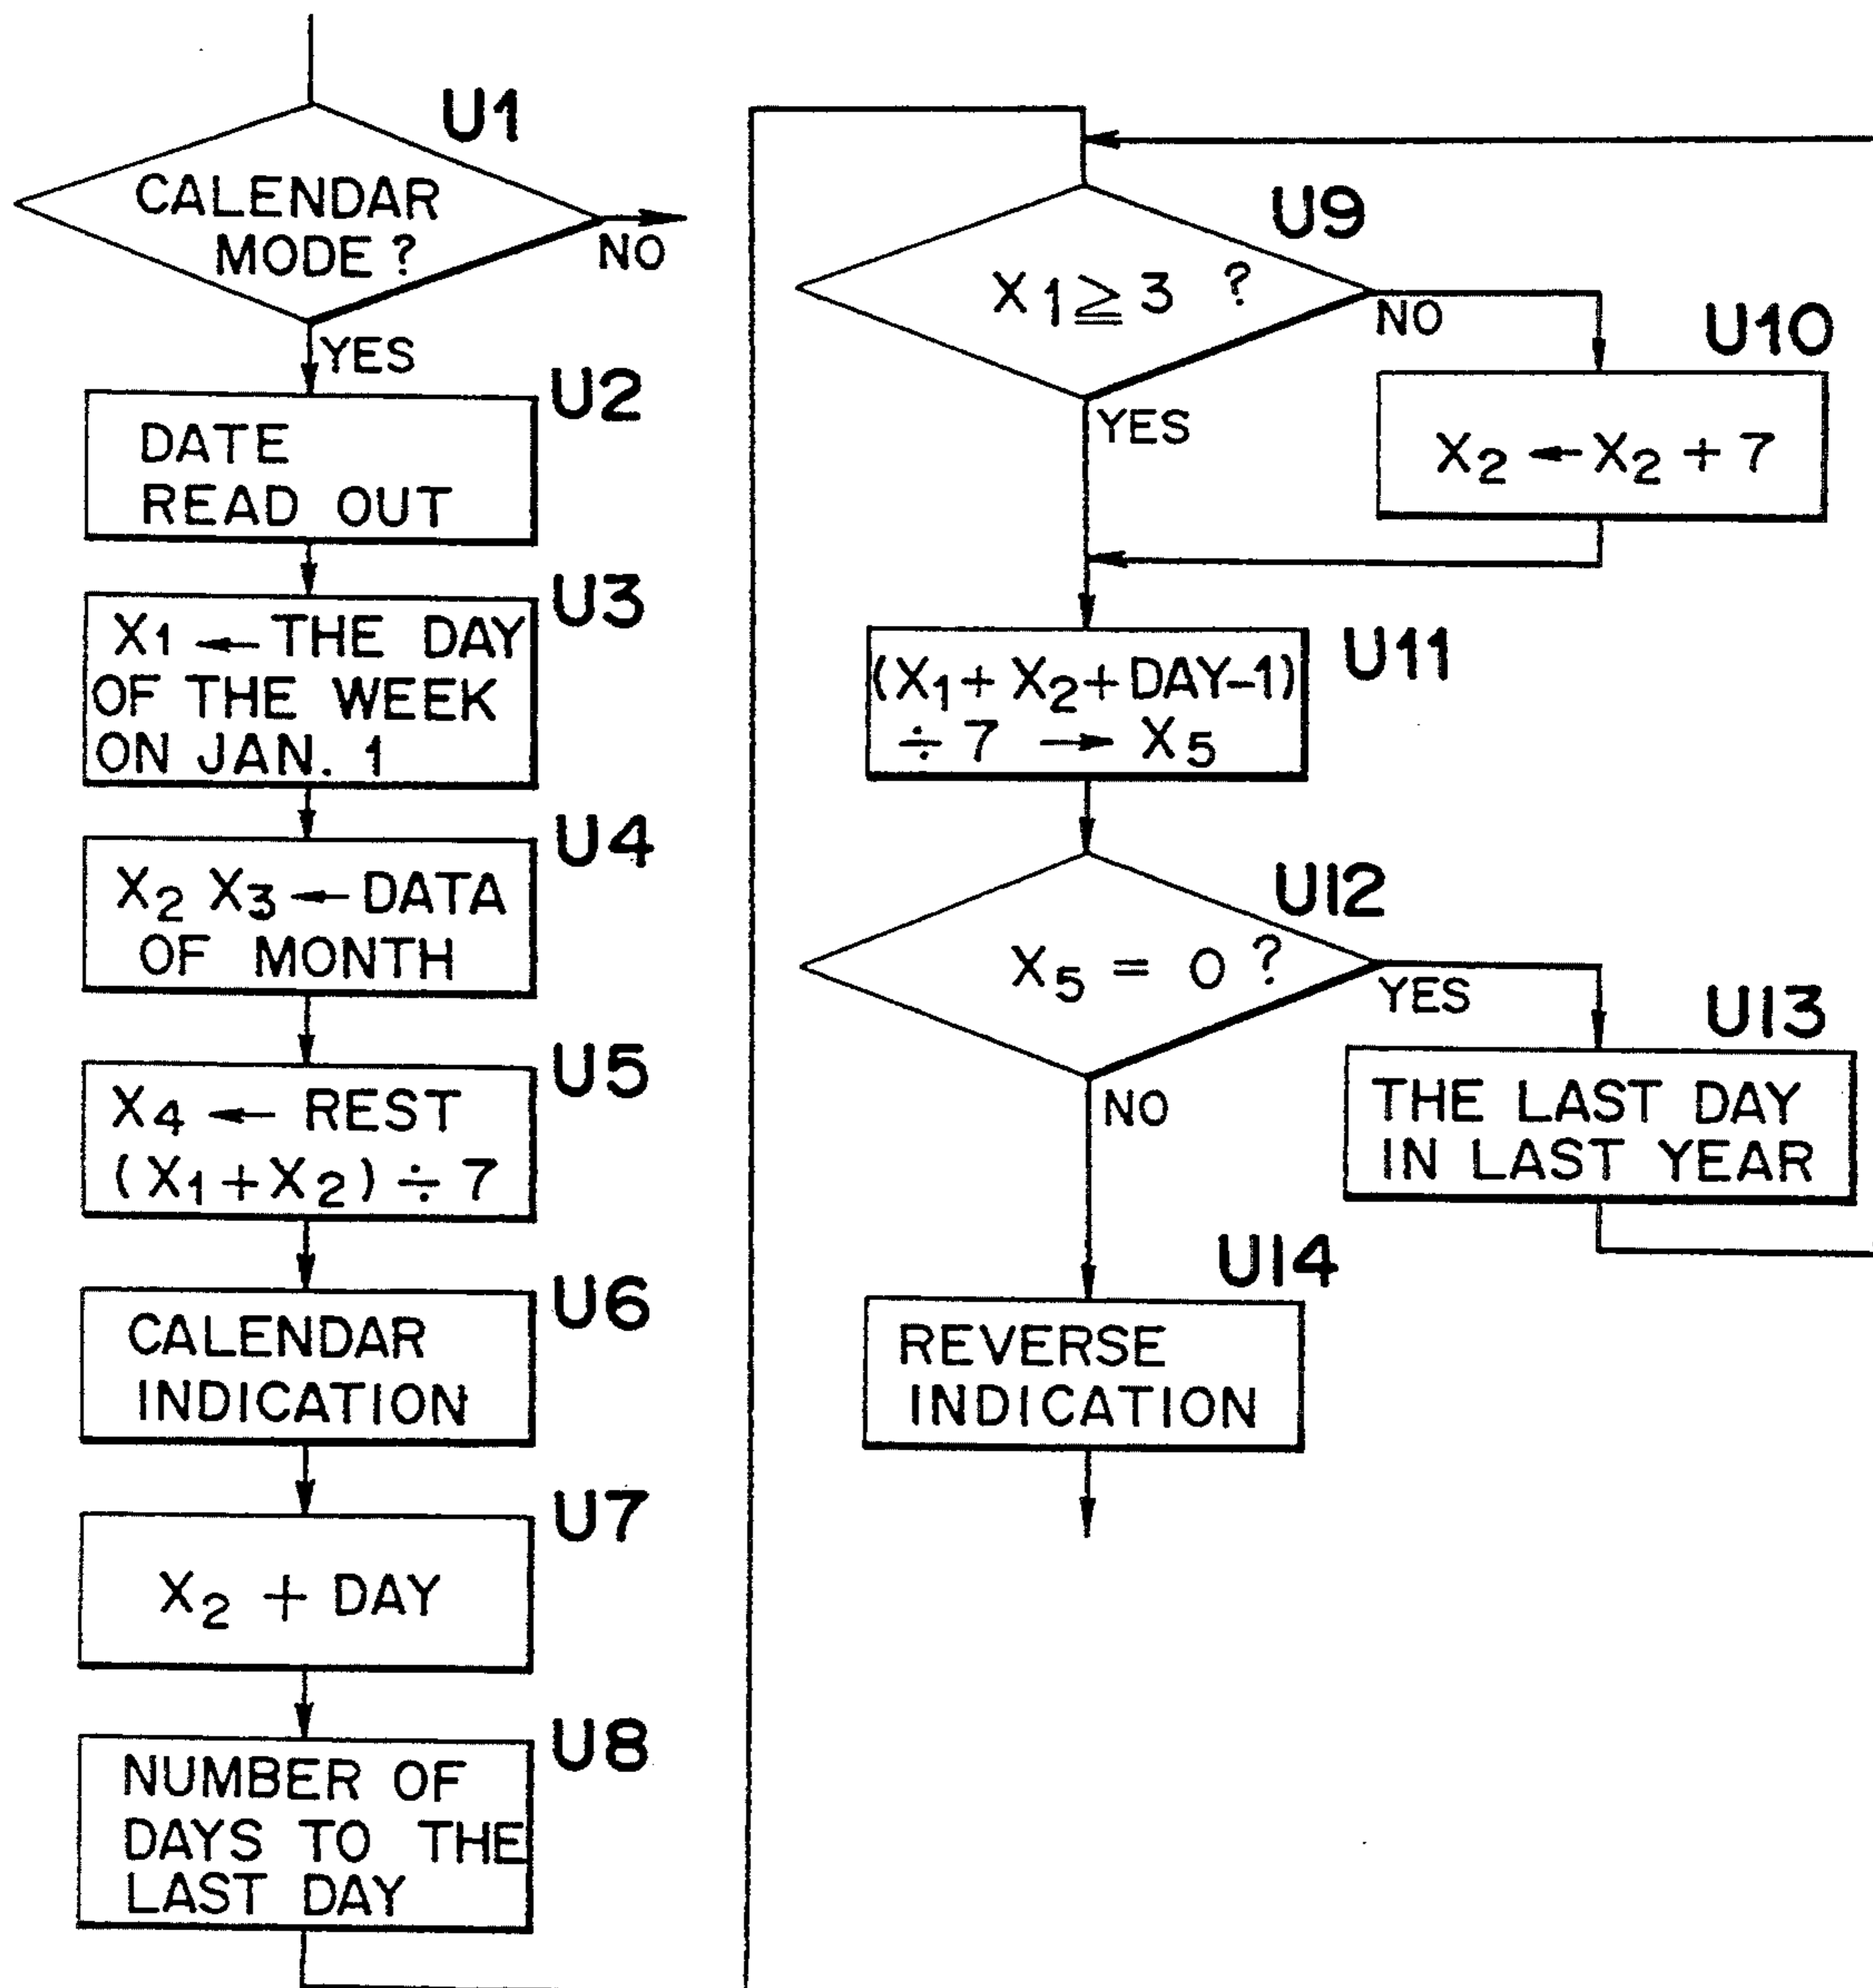 U1
CALENDAR
MODE ?
NO
YES
U2
DATE
READ OUT
U3
X1 ← THE DAY
OF THE WEEK
ON JAN. 1
U4
X2 X3 ← DATA
OF MONTH
U5
X4 ← REST
(X1 + X2) ÷ 7
U6
CALENDAR
INDICATION
U7
X2 + DAY
U8
NUMBER OF
DAYS TO THE
LAST DAY
U9
X1 ≧ 3 ?
NO
YES
U10
X2 ← X2 + 7
U11
(X1 + X2 + DAY-1)
÷ 7 → X5
U12
X5 = 0 ?
YES
NO
U13
THE LAST DAY
IN LAST YEAR
U14
REVERSE
INDICATION